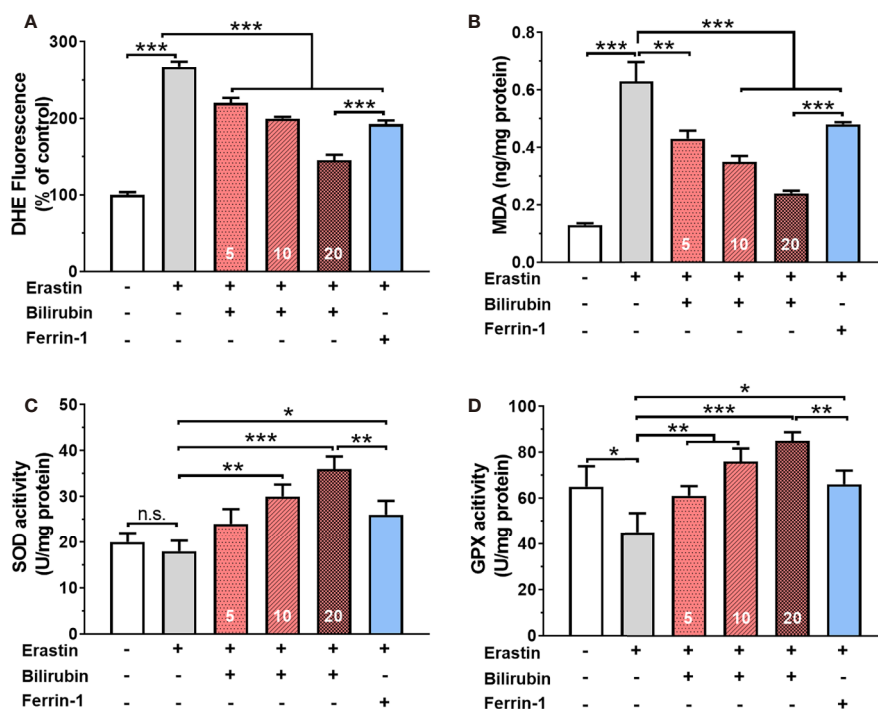 A
DHE Fluorescence
(% of control)
300
200
100
0
***
***
***
5
10
20
Erastin - + + + + +
Bilirubin - - + + + -
Ferrin-1 - - - - - +
B
MDA (ng/mg protein)
0.8
0.6
0.4
0.2
0.0
***
***
**
***
5
10
20
Erastin - + + + + +
Bilirubin - - + + + -
Ferrin-1 - - - - - +
C
SOD acitivity
(U/mg protein)
50
40
30
20
10
0
*
***
**
**
n.s.
5
10
20
Erastin - + + + + +
Bilirubin - - + + + -
Ferrin-1 - - - - - +
D
GPX acitivity
(U/mg protein)
100
80
60
40
20
0
*
***
**
**
*
5
10
20
Erastin - + + + + +
Bilirubin - - + + + -
Ferrin-1 - - - - - +